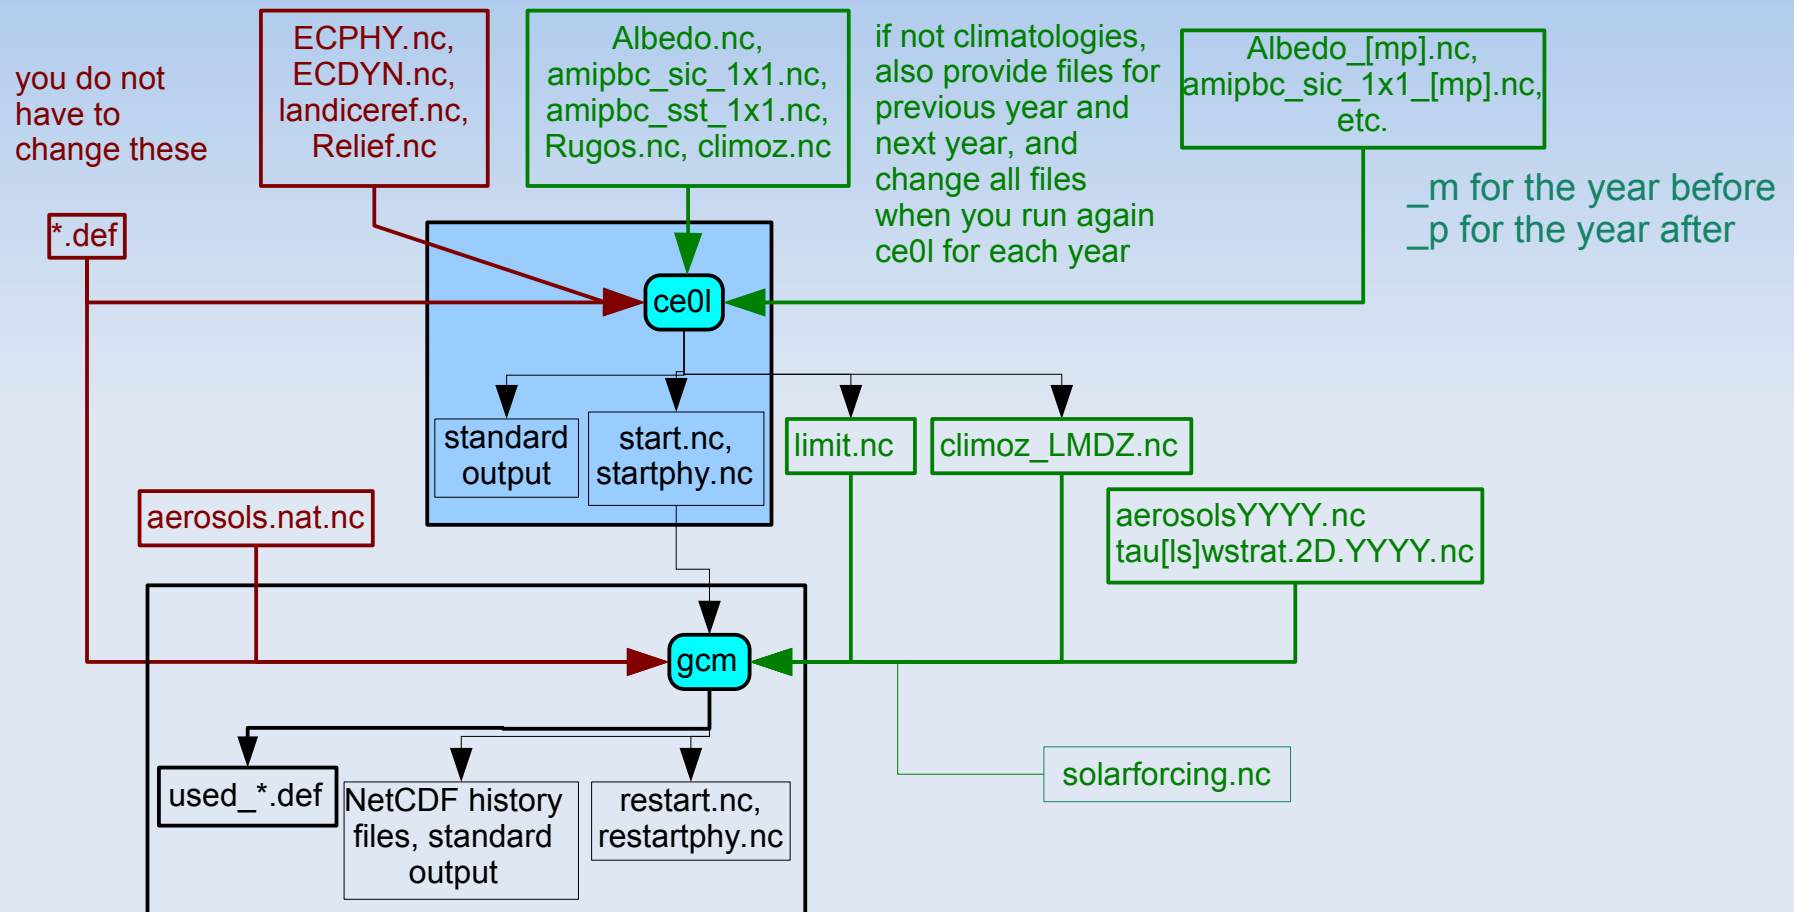 you do not
have to
change these
ECPHY.nc,
ECDYN.nc,
landiceref.nc,
Relief.nc
Albedo.nc,
amipbc_sic_1x1.nc,
amipbc_sst_1x1.nc,
Rugos.nc, climoz.nc
if not climatologies,
also provide files for
previous year and
next year, and
change all files
when you run again
ce0l for each year
Albedo_[mp].nc,
amipbc_sic_1x1_[mp].nc,
etc.
_m for the year before
_p for the year after
*.def
ce0l
standard
output
start.nc,
startphy.nc
limit.nc
climoz_LMDZ.nc
aerosols.nat.nc
aerosolsYYYY.nc
tau[ls]wstrat.2D.YYYY.nc
gcm
used_*.def
NetCDF history
files, standard
output
restart.nc,
restartphy.nc
solarforcing.nc